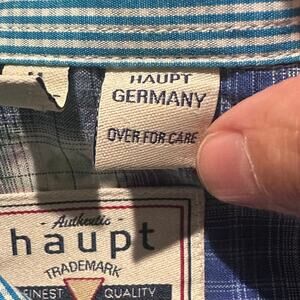 HAUPT
GERMANY
OVER FOR CARE
- Authentic -
haupt
TRADEMARK
FINEST QUALITY